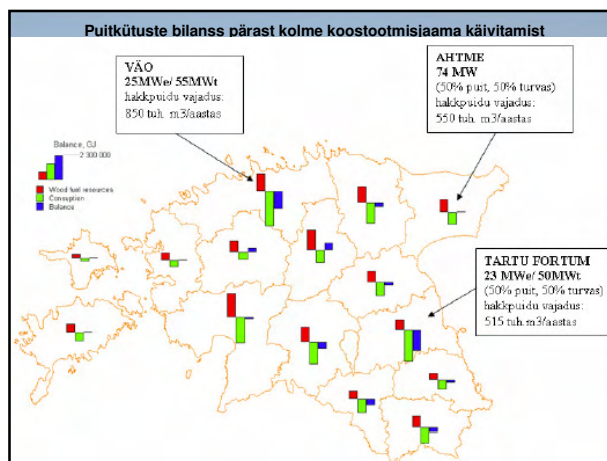 Puitkütuste bilanss pärast kolme koostootmisjaama käivitamist
VÄO
25MWe/ 55MWt
hakkpuidu vajadus:
850 tuh. m3/aastas
AHTME
74 MW
(50% puit, 50% turvas)
hakkpuidu vajadus:
550 tuh. m3/aastas
Balance, GJ
2 300 000
Wood fuel resources
Consuption
Balance
TARTU FORTUM
23 MWe/ 50MWt
(50% puit, 50% turvas)
hakkpuidu vajadus:
515 tuh.m3/aastas